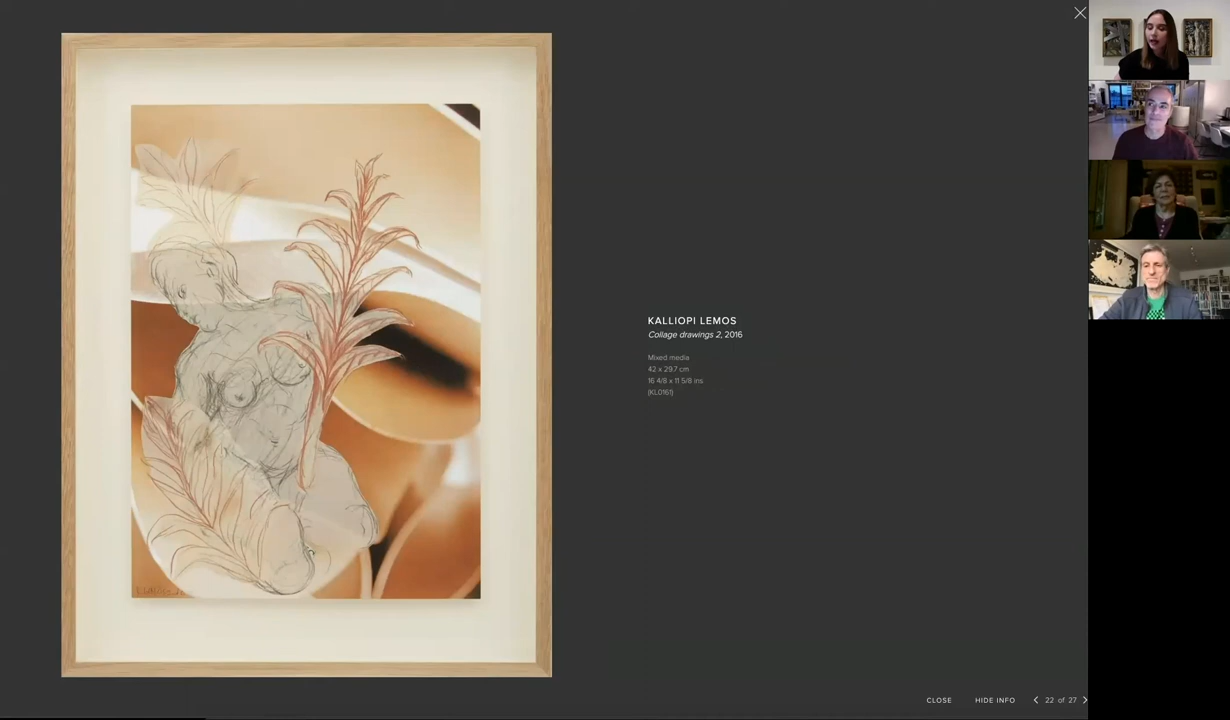 KALLIOPI LEMOS
Collage drawings 2, 2016
Mixed media
42 x 29.7 cm
16 4/8 x 11 5/8 ins
(KL0161)
CLOSE HIDE INFO 22 of 27